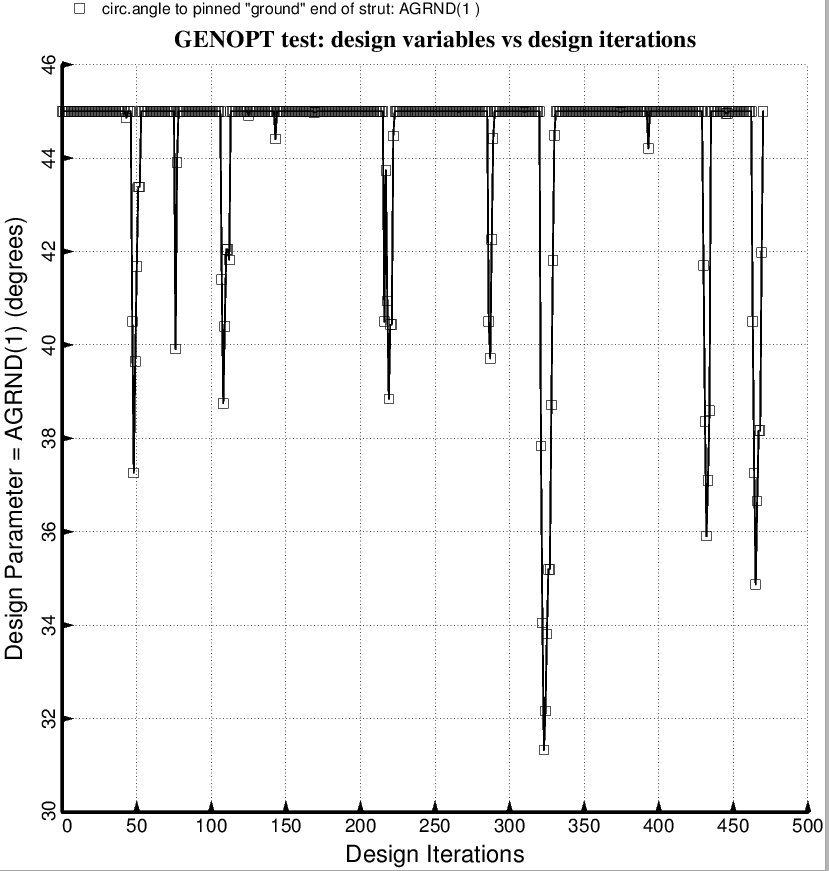 circ.angle to pinned "ground" end of strut: AGRND(1 )
GENOPT test: design variables vs design iterations
Design Parameter = AGRND(1) (degrees)
46
44
42
40
38
36
34
32
30
0 50 100 150 200 250 300 350 400 450 500
Design Iterations